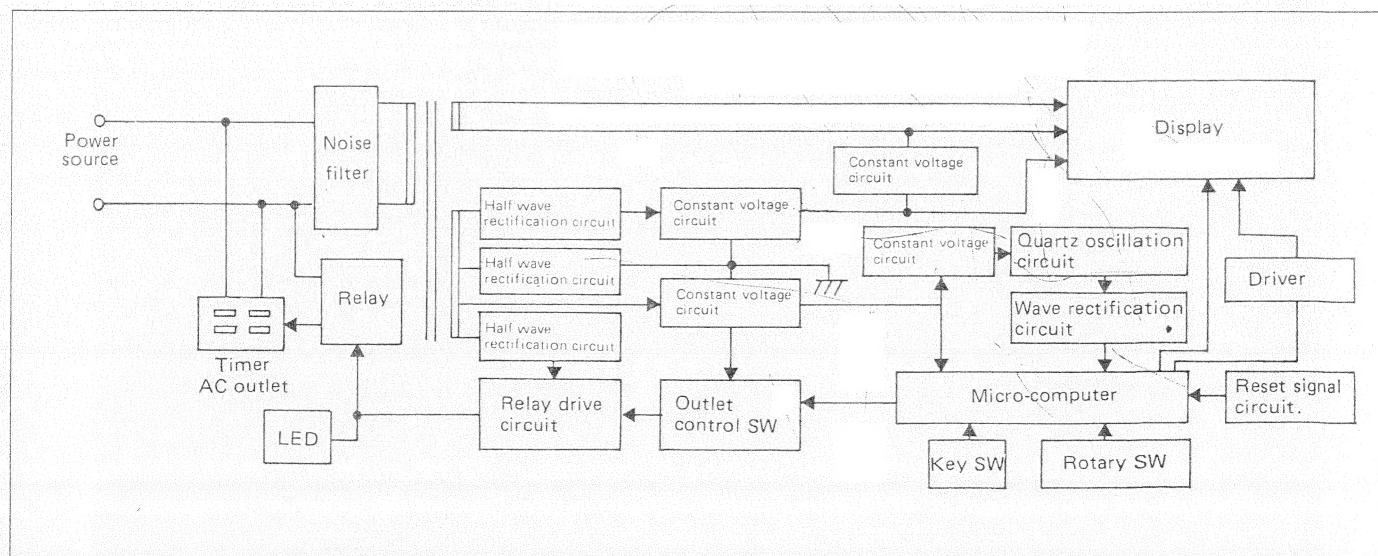 Power
source
Noise
filter
Display
Constant voltage
circuit
Half wave
rectification circuit
Constant voltage
circuit
Half wave
rectification circuit
Constant voltage
circuit
Quartz oscillation
circuit
Relay
Constant voltage
circuit
Driver
Half wave
rectification circuit
Wave rectification
circuit
Timer
AC outlet
LED
Relay drive
circuit
Outlet
control SW
Micro-computer
Reset signal
circuit.
Key SW
Rotary SW